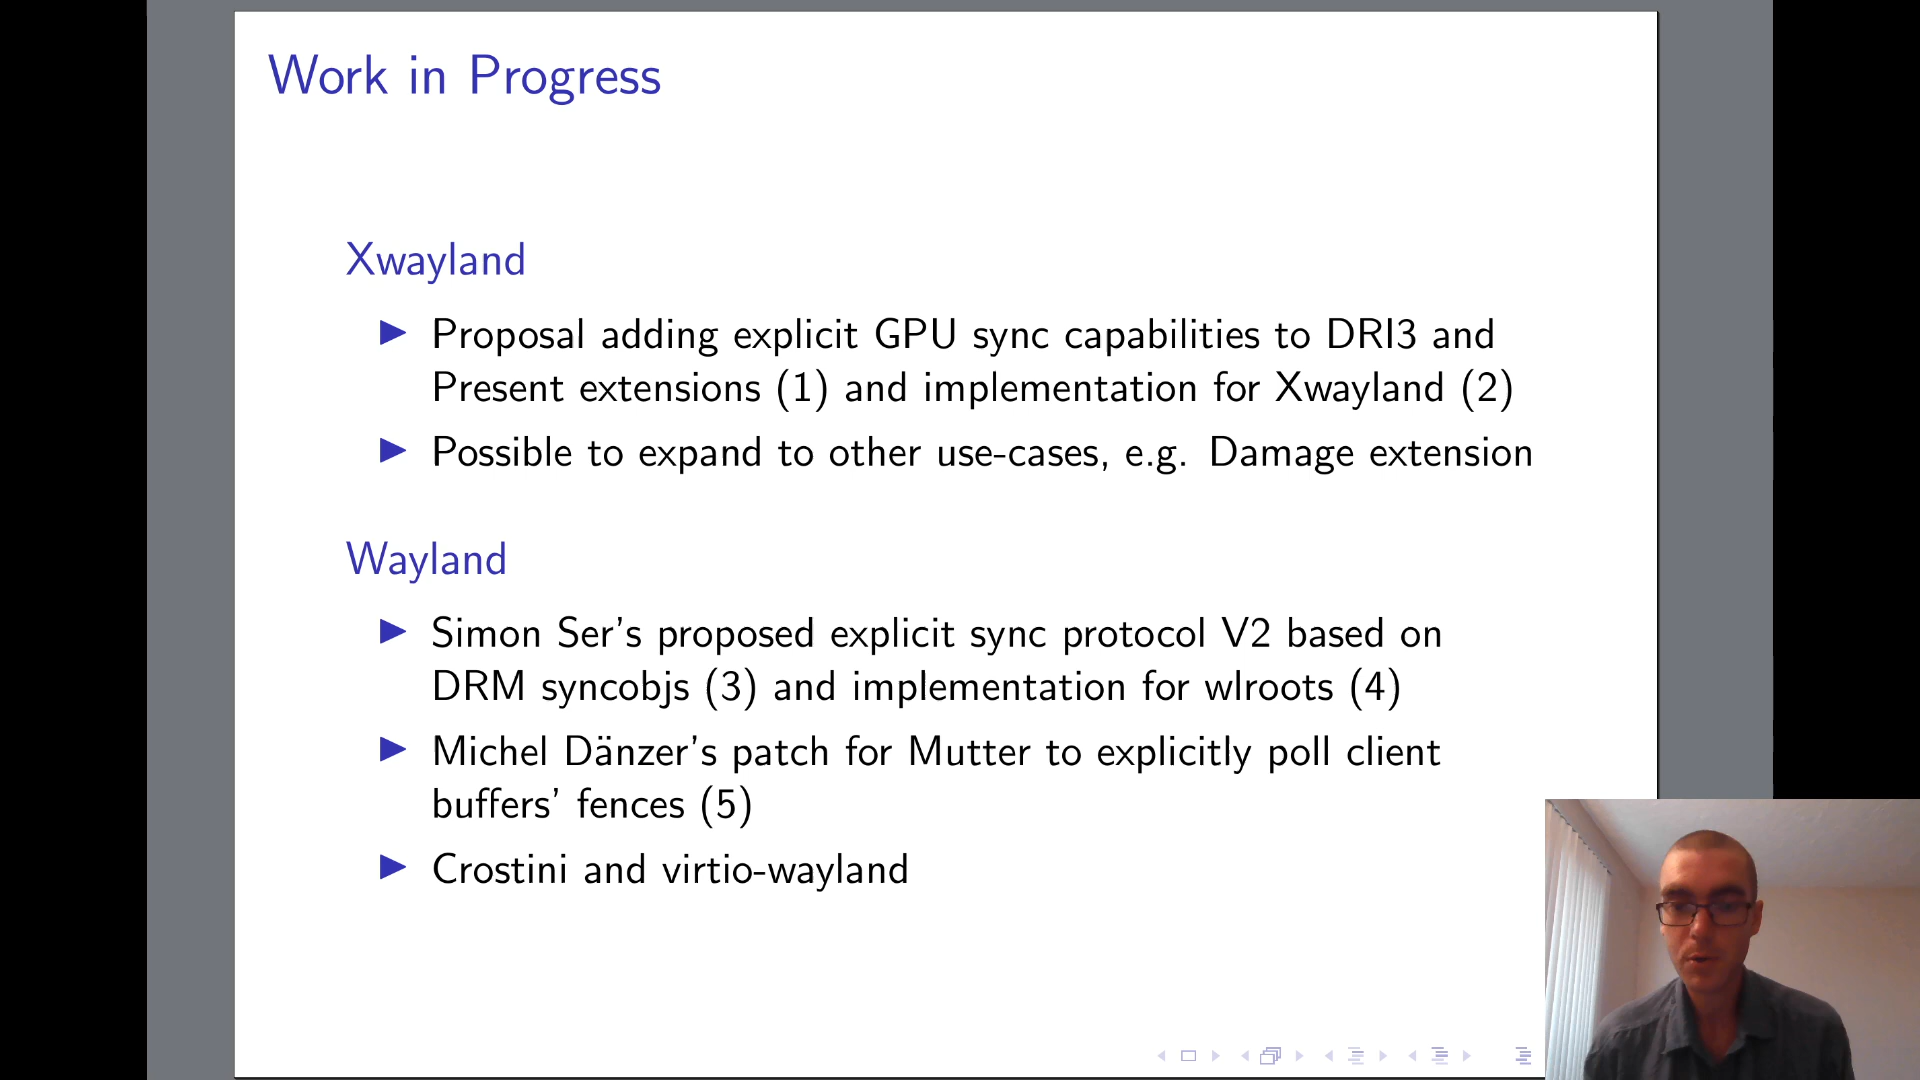 Work in Progress
Xwayland
Proposal adding explicit GPU sync capabilities to DRI3 and
Present extensions (1) and implementation for Xwayland (2)
Possible to expand to other use-cases, e.g. Damage extension
Wayland
Simon Ser's proposed explicit sync protocol V2 based on
DRM syncobjs (3) and implementation for wlroots (4)
Michel Dänzer's patch for Mutter to explicitly poll client
buffers' fences (5)
Crostini and virtio-wayland